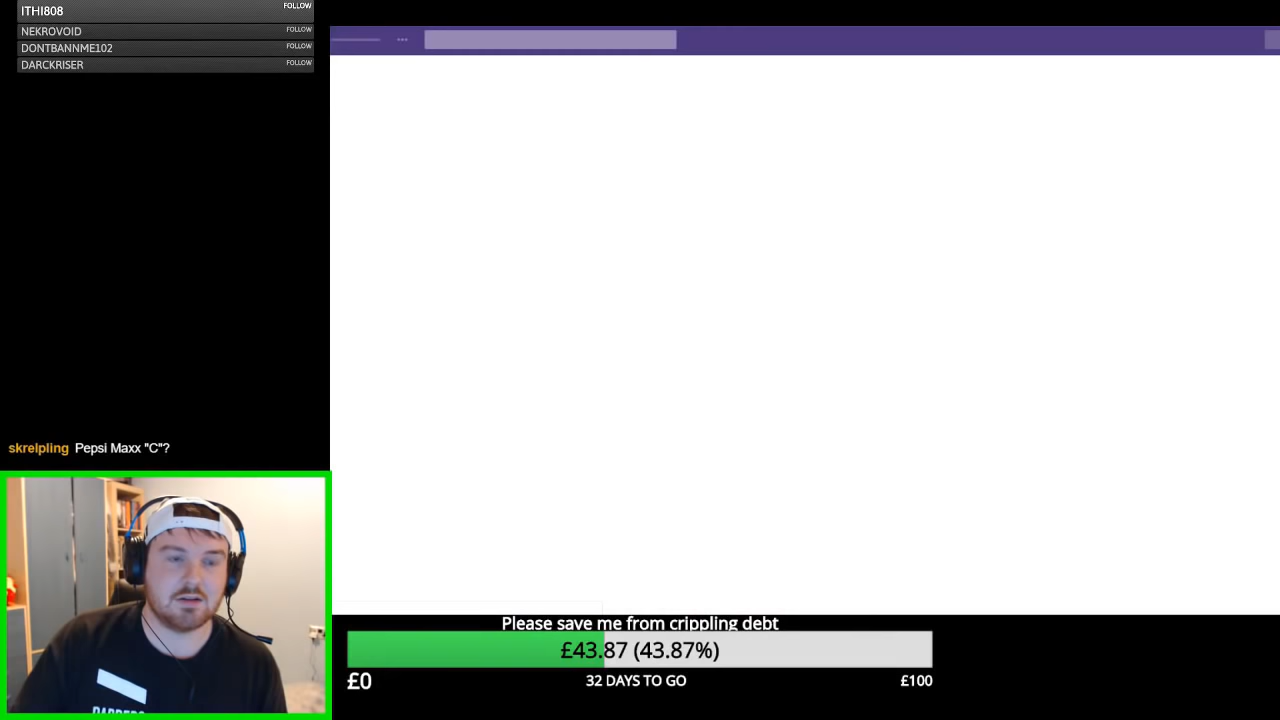 ITHI808 FOLLOW
NEKROVOID FOLLOW
DONTBANNME102 FOLLOW
DARCKRISER FOLLOW
skrelpling Pepsi Maxx "C"?
Please save me from crippling debt
£43.87 (43.87%)
£0 32 DAYS TO GO £100